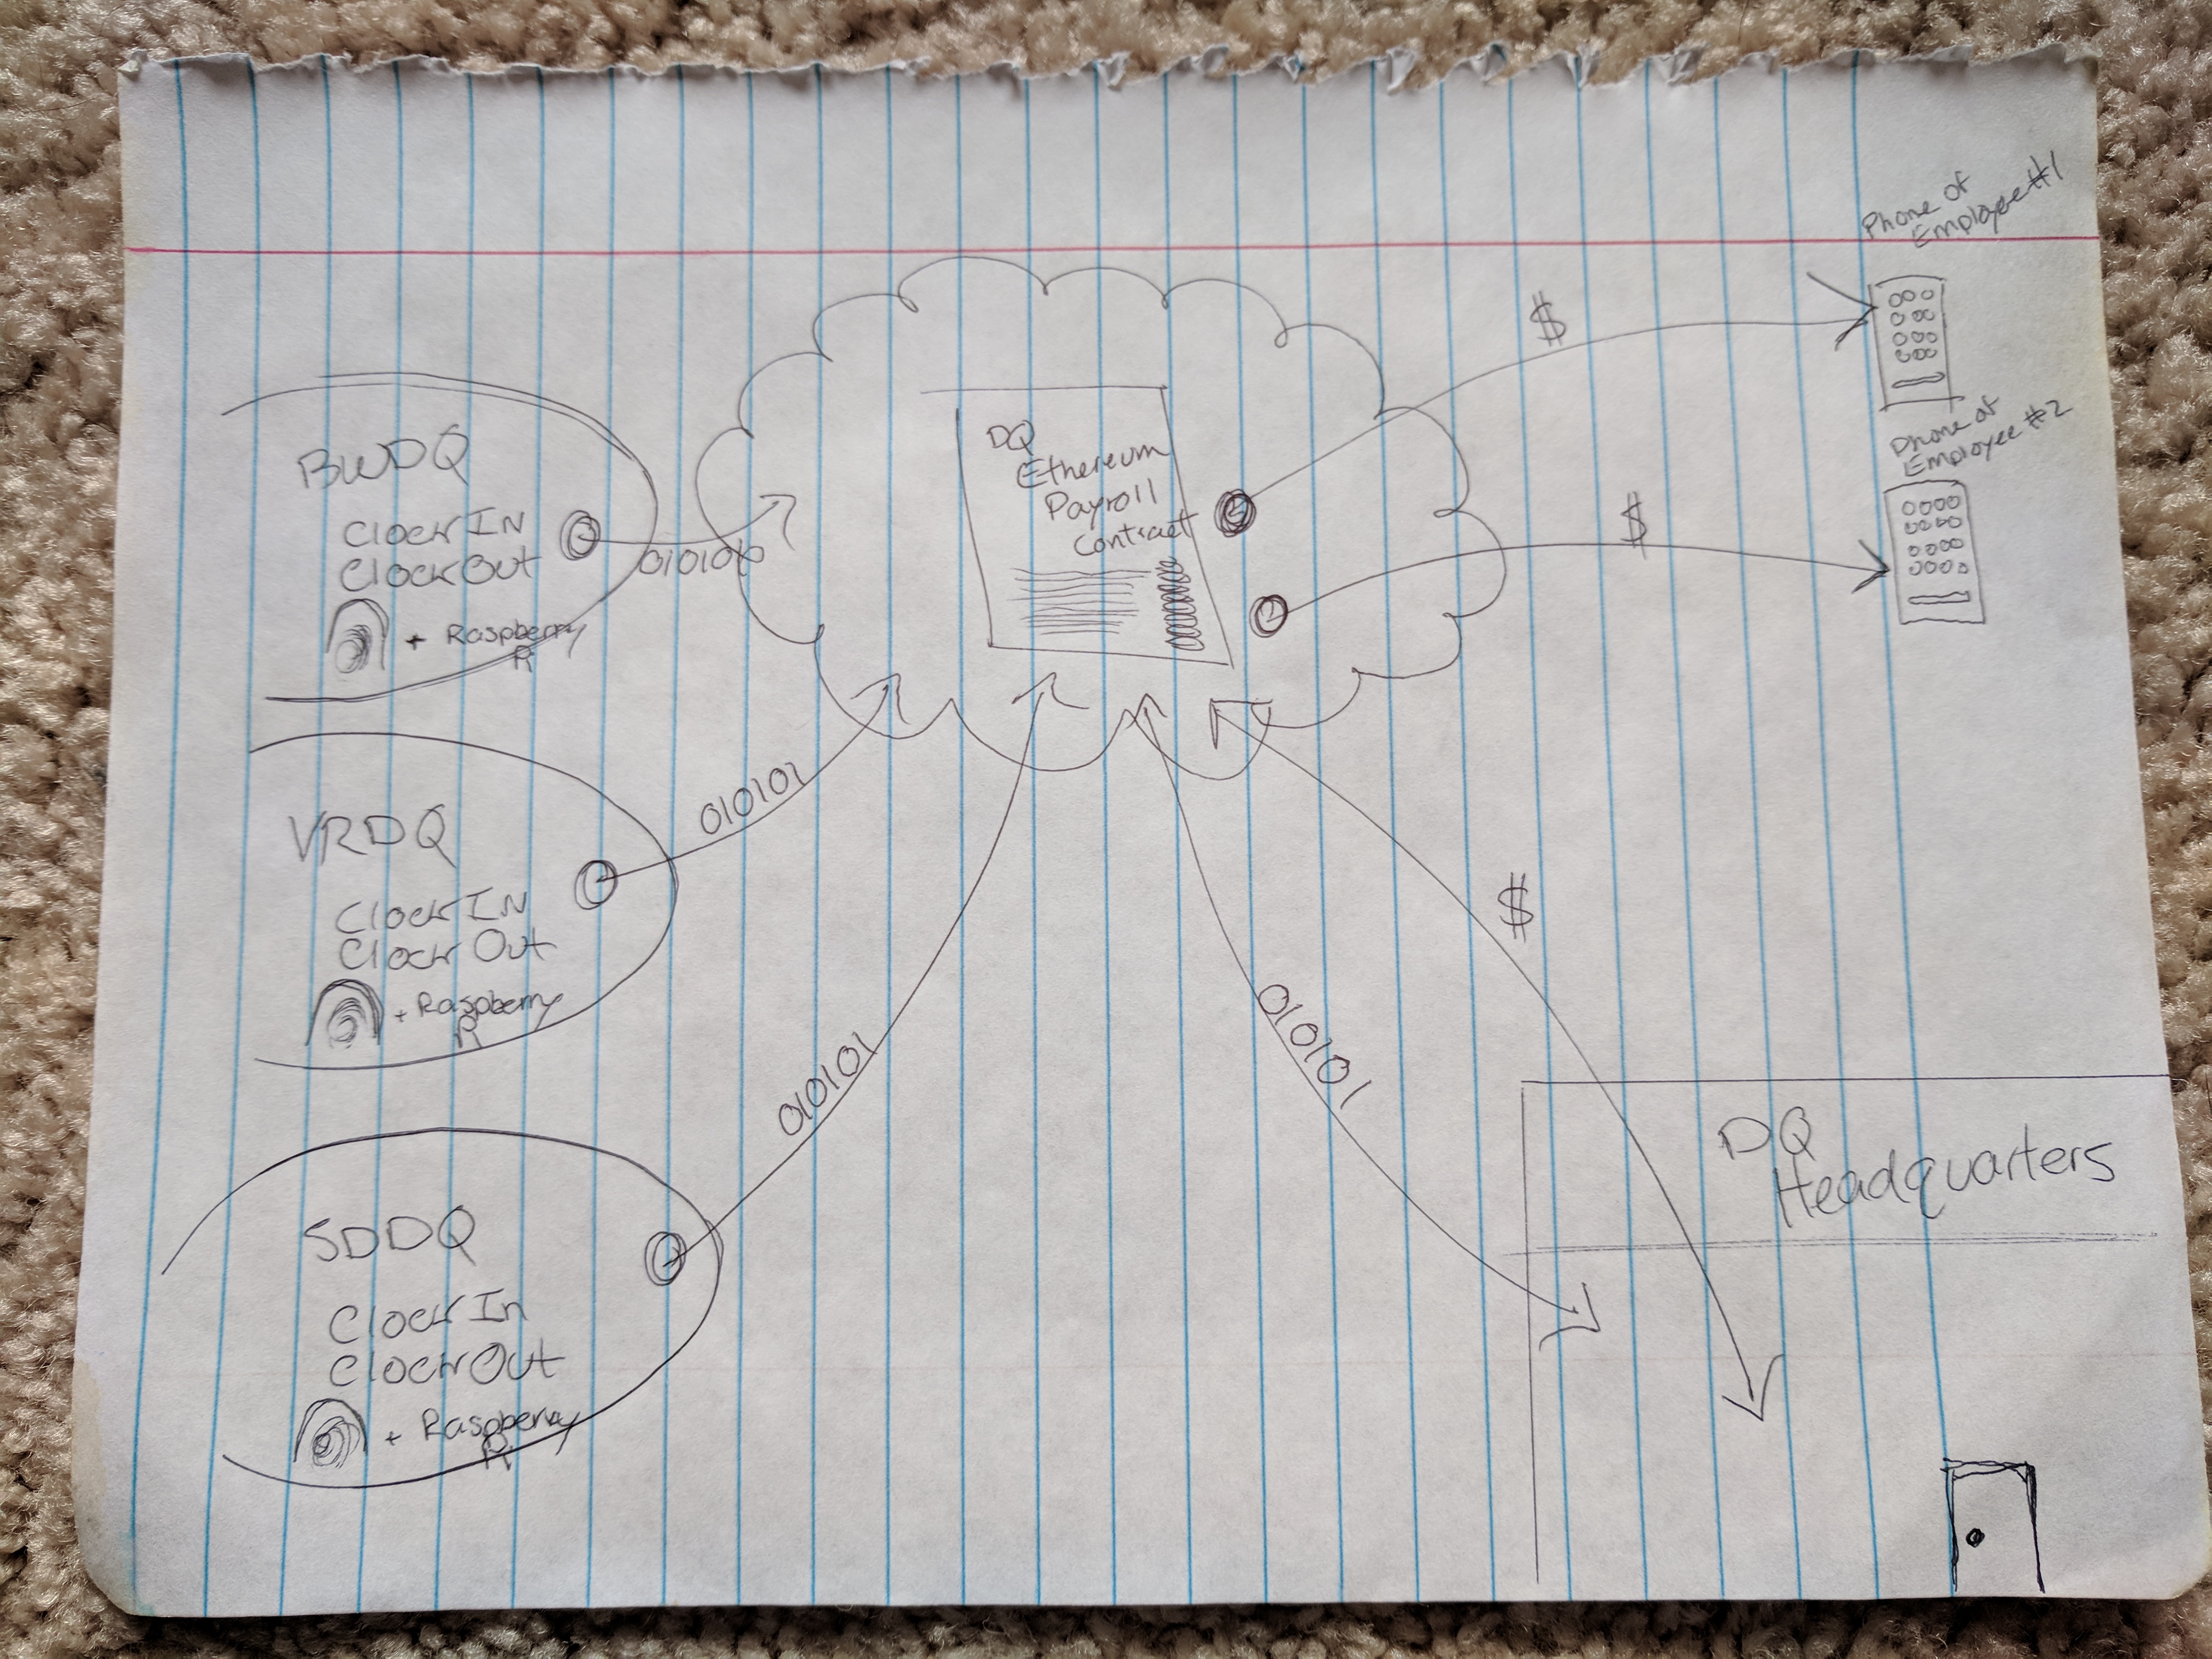 Phone of
Employee #1
$
Phone of
Employee #2
$
DQ
Ethereum
Payroll
Contract
BWDQ
Clock IN
Clock Out
+ Raspberry
Pi
010101
VRDQ
Clock IN
Clock Out
+ Raspberry
Pi
010101
SDDQ
Clock In
Clock Out
+ Raspberry
Pi
010101
010101
$
DQ
Headquarters